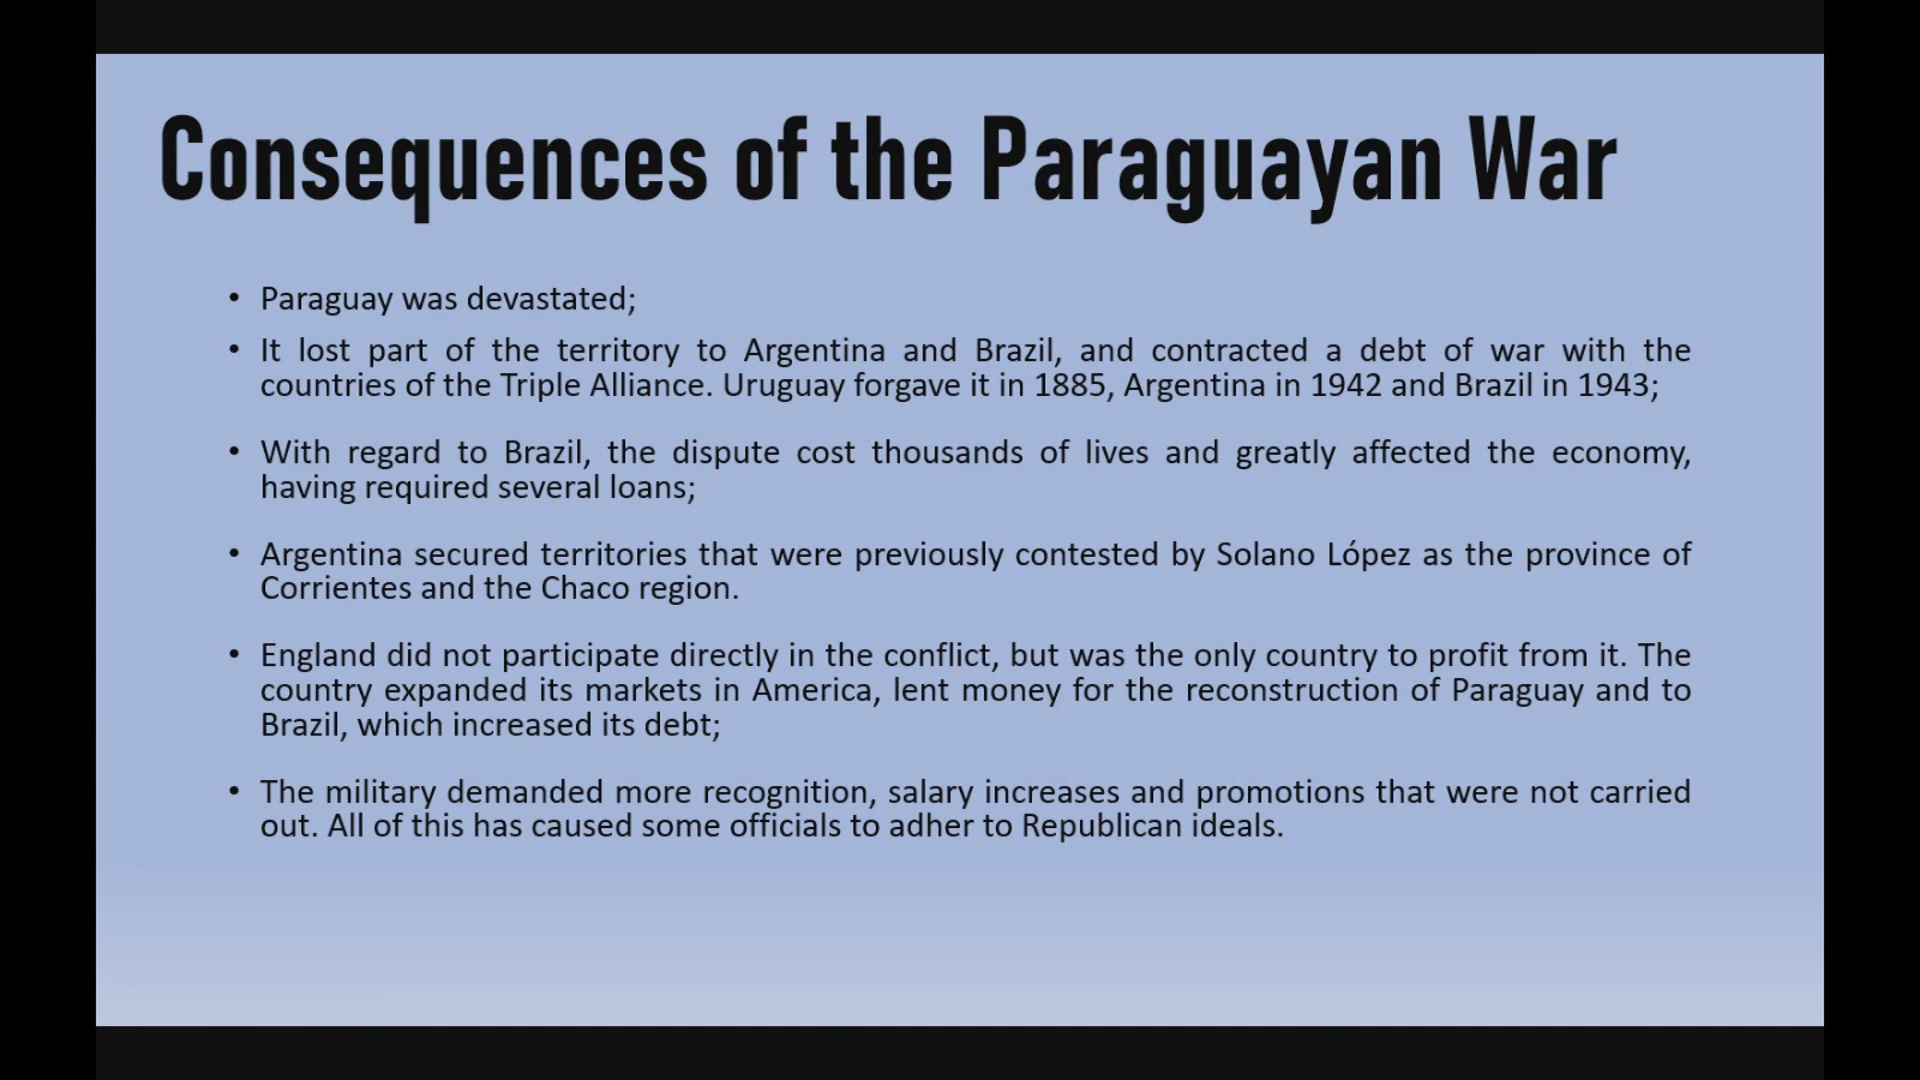 Consequences of the Paraguayan War
• Paraguay was devastated;
• It lost part of the territory to Argentina and Brazil, and contracted a debt of war with the
countries of the Triple Alliance. Uruguay forgave it in 1885, Argentina in 1942 and Brazil in 1943;
• With regard to Brazil, the dispute cost thousands of lives and greatly affected the economy,
having required several loans;
• Argentina secured territories that were previously contested by Solano López as the province of
Corrientes and the Chaco region.
• England did not participate directly in the conflict, but was the only country to profit from it. The
country expanded its markets in America, lent money for the reconstruction of Paraguay and to
Brazil, which increased its debt;
• The military demanded more recognition, salary increases and promotions that were not carried
out. All of this has caused some officials to adher to Republican ideals.